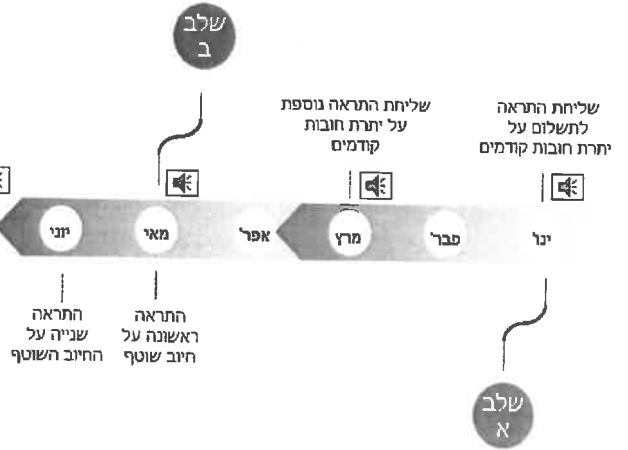 שלב
ב
שליחת התראה
לתשלום על
יתרת חובות קודמים
שליחת התראה נוספת
על יתרת חובות
קודמים
ינו'
פבר'
מרץ
אפר'
מאי
יוני
התראה
ראשונה על
חיוב שוטף
התראה
שנייה על
החיוב השוטף
שלב
א